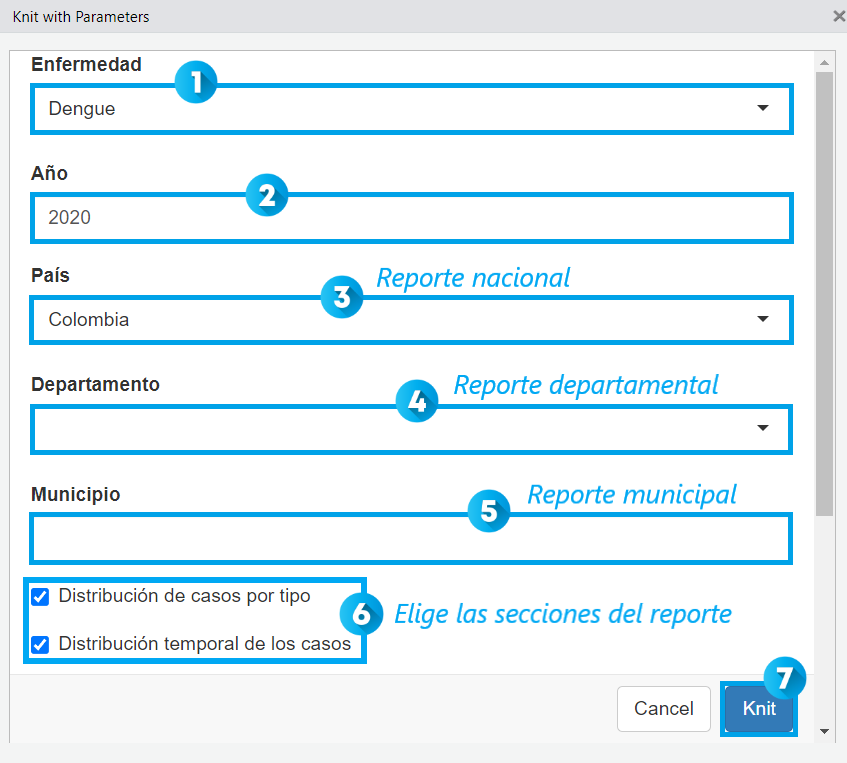 Knit with Parameters
Enfermedad
1
Dengue
Año
2
2020
País
3
Reporte nacional
Colombia
Departamento
4
Reporte departamental
Municipio
5
Reporte municipal
Distribución de casos por tipo
6
Elige las secciones del reporte
Distribución temporal de los casos
7
Cancel
Knit